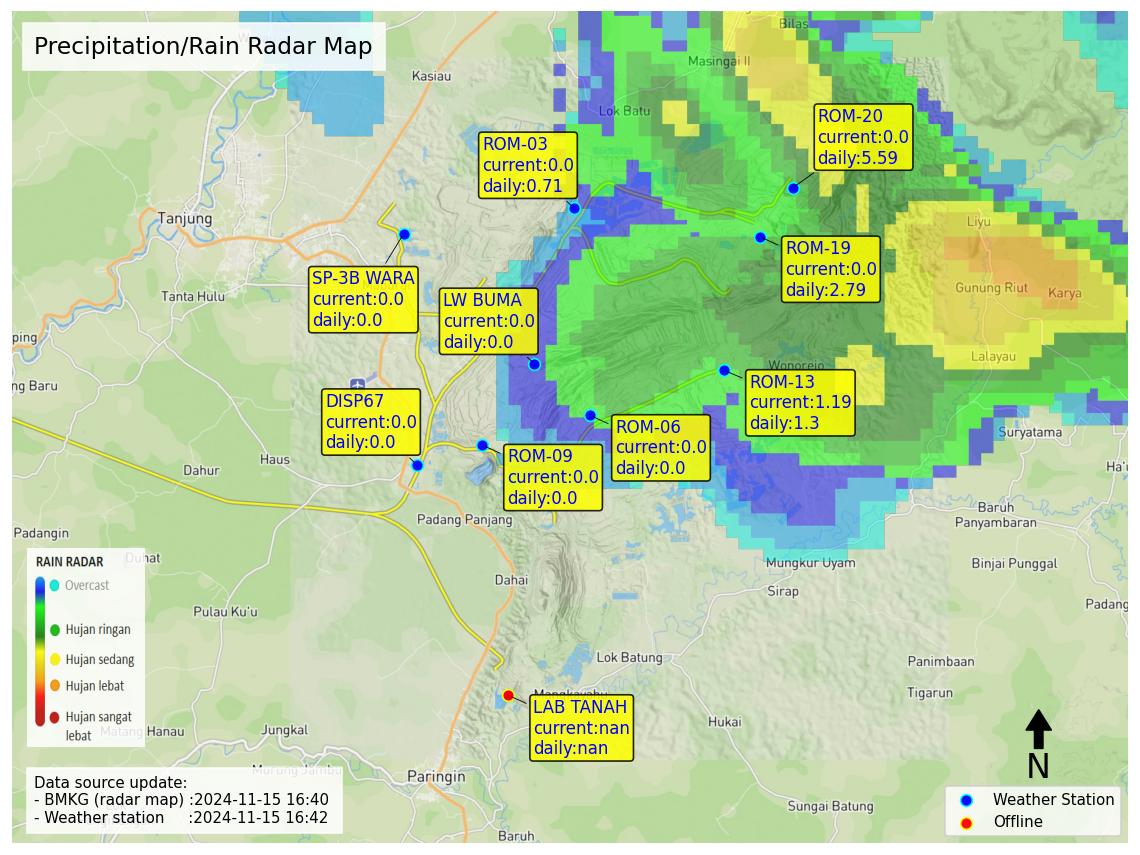 Precipitation/Rain Radar Map
Bilas
Kasiau
Masingai II
Lok Batu
ROM-20
current:0.0
daily:5.59
ROM-03
current:0.0
daily:0.71
Tanjung
Liyu
ROM-19
current:0.0
daily:2.79
SP-3B WARA
current:0.0
daily:0.0
Tanta Hulu
LW BUMA
current:0.0
daily:0.0
Gunung Riut
Karya
ping
Lalayau
Wonorejo
ng Baru
ROM-13
current:1.19
daily:1.3
DISP67
current:0.0
daily:0.0
ROM-06
current:0.0
daily:0.0
Suryatama
ROM-09
current:0.0
daily:0.0
Haus
Dahur
Ha'u
Baruh
Panyambaran
Padang Panjang
Padangin
Duhat
Mungkur Uyam
Binjai Punggal
RAIN RADAR
Overcast
Hujan ringan
Hujan sedang
Hujan lebat
Hujan sangat
lebat
Dahai
Sirap
Pulau Ku'u
Padang
Lok Batung
Panimbaan
Tigarun
Mangkayahu
LAB TANAH
current:nan
daily:nan
Hukai
Matang Hanau
Jungkal
Murung Jambu
Paringin
N
Data source update:
- BMKG (radar map) :2024-11-15 16:40
- Weather station :2024-11-15 16:42
Sungai Batung
Baruh
Weather Station
Offline